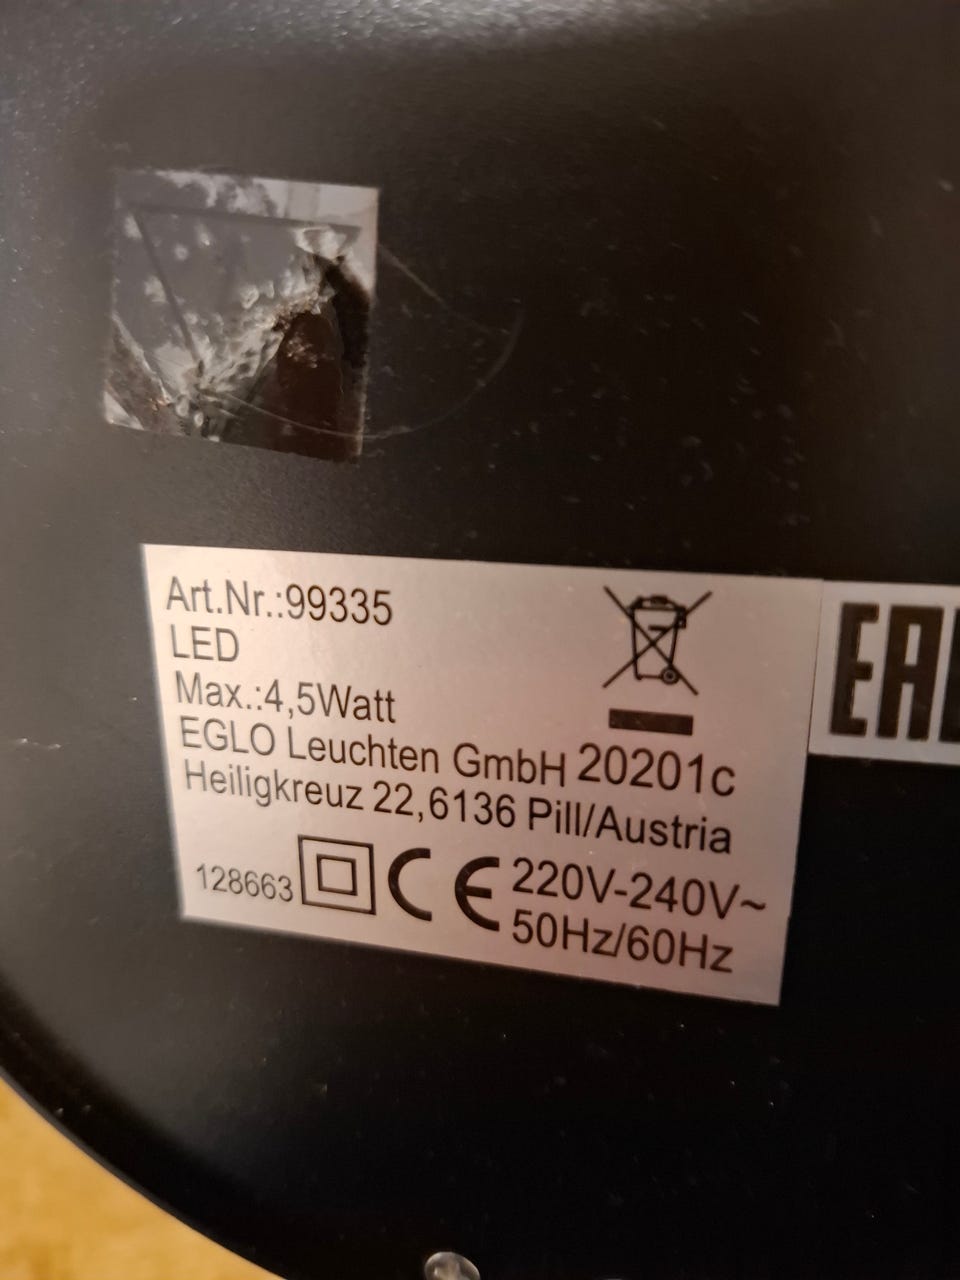 Art.Nr.:99335
LED
Max.:4,5Watt
EGLO Leuchten GmbH 20201c
Heiligkreuz 22,6136 Pill/Austria
128663
CE
220V-240V~
50Hz/60Hz
EAC